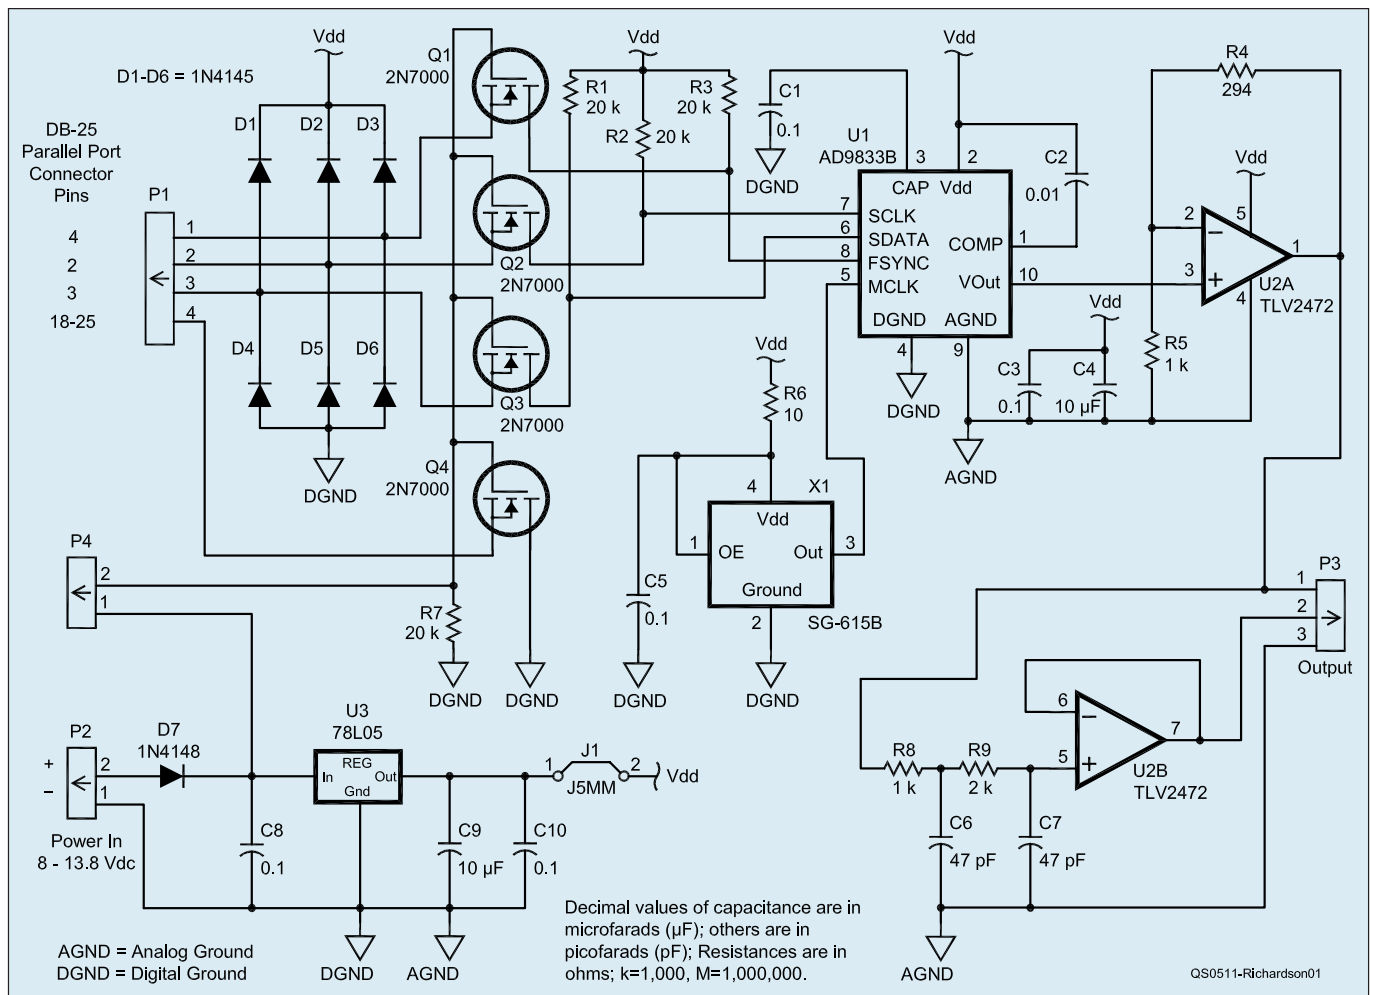 Vdd
D1-D6 = 1N4145
Q1
2N7000
Vdd
R1
20 k
R2
20 k
R3
20 k
C1
0.1
DGND
Vdd
R4
294
DB-25
Parallel Port
Connector
Pins
P1
4
2
3
18-25
1
2
3
4
D1
D2
D3
D4
D5
D6
DGND
Q2
2N7000
Q3
2N7000
Q4
2N7000
U1
AD9833B
3
2
CAP
Vdd
7
SCLK
6
SDATA
8
FSYNC
5
MCLK
COMP
1
VOut
10
DGND
AGND
4
9
DGND
AGND
C2
0.01
Vdd
2
−
3
+
5
1
4
U2A
TLV2472
Vdd
C3
0.1
C4
10 µF
R5
1 k
Vdd
R6
10
4
X1
Vdd
1
OE
Out
3
Ground
2
SG-615B
DGND
C5
0.1
DGND
P4
2
1
R7
20 k
DGND
DGND
P3
1
2
3
Output
P2
+
−
2
1
Power In
8 - 13.8 Vdc
D7
1N4148
U3
78L05
REG
In
Out
Gnd
C8
0.1
C9
10 µF
C10
0.1
1
J1
2
J5MM
Vdd
DGND
AGND
6
−
5
+
7
U2B
TLV2472
R8
1 k
R9
2 k
C6
47 pF
C7
47 pF
AGND
AGND = Analog Ground
DGND = Digital Ground
Decimal values of capacitance are in
microfarads (µF); others are in
picofarads (pF); Resistances are in
ohms; k=1,000, M=1,000,000.
QS0511-Richardson01